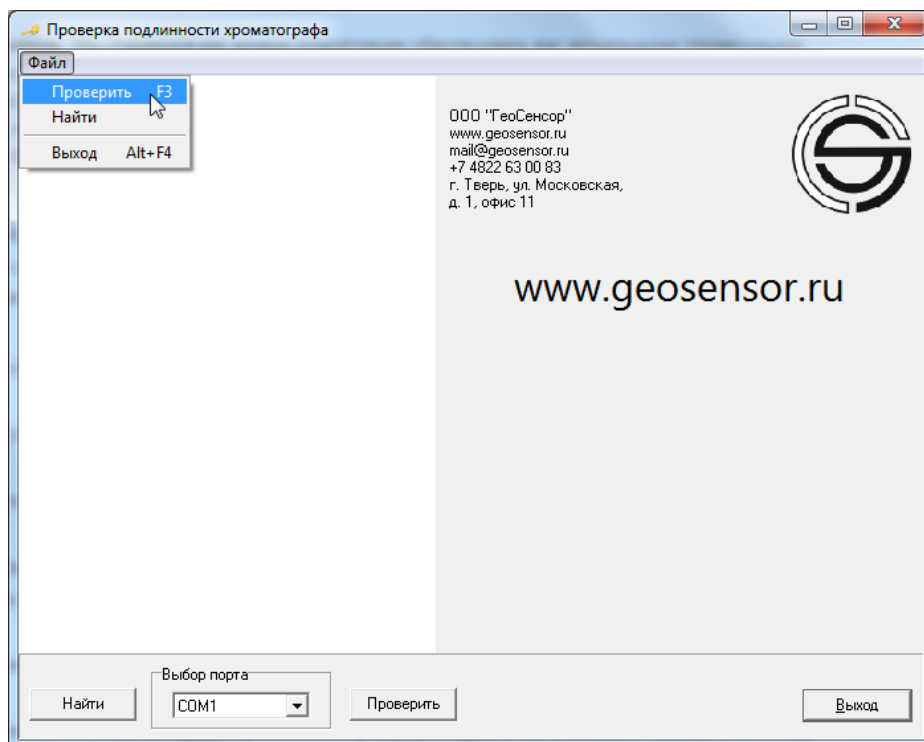 Проверка подлинности хроматографа
Файл
Проверить F3
Найти
Выход Alt+F4
ООО "ГеоСенсор"
www.geosensor.ru
mail@geosensor.ru
+7 4822 63 00 83
г. Тверь, ул. Московская,
д. 1, офис 11
www.geosensor.ru
Выбор порта
Найти COM1 Проверить Выход